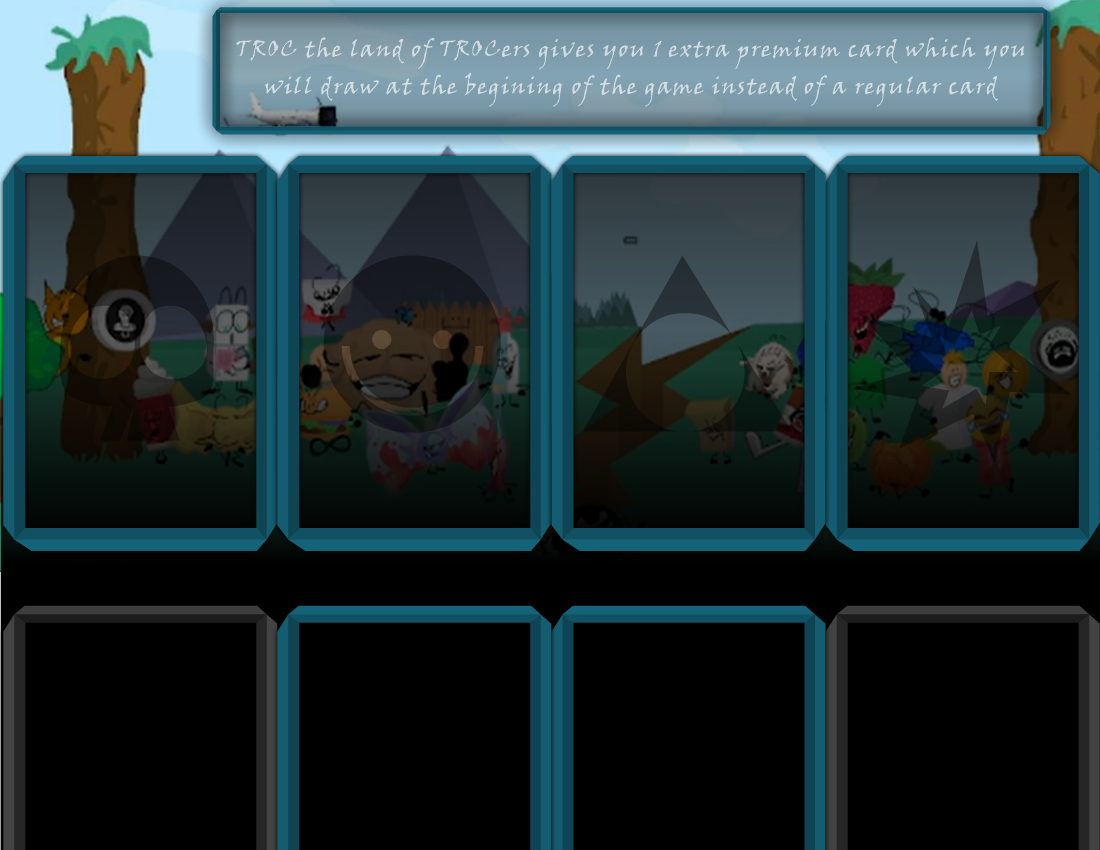 TROC the land of TROCers gives you 1 extra premium card which you
will draw at the begining of the game instead of a regular card